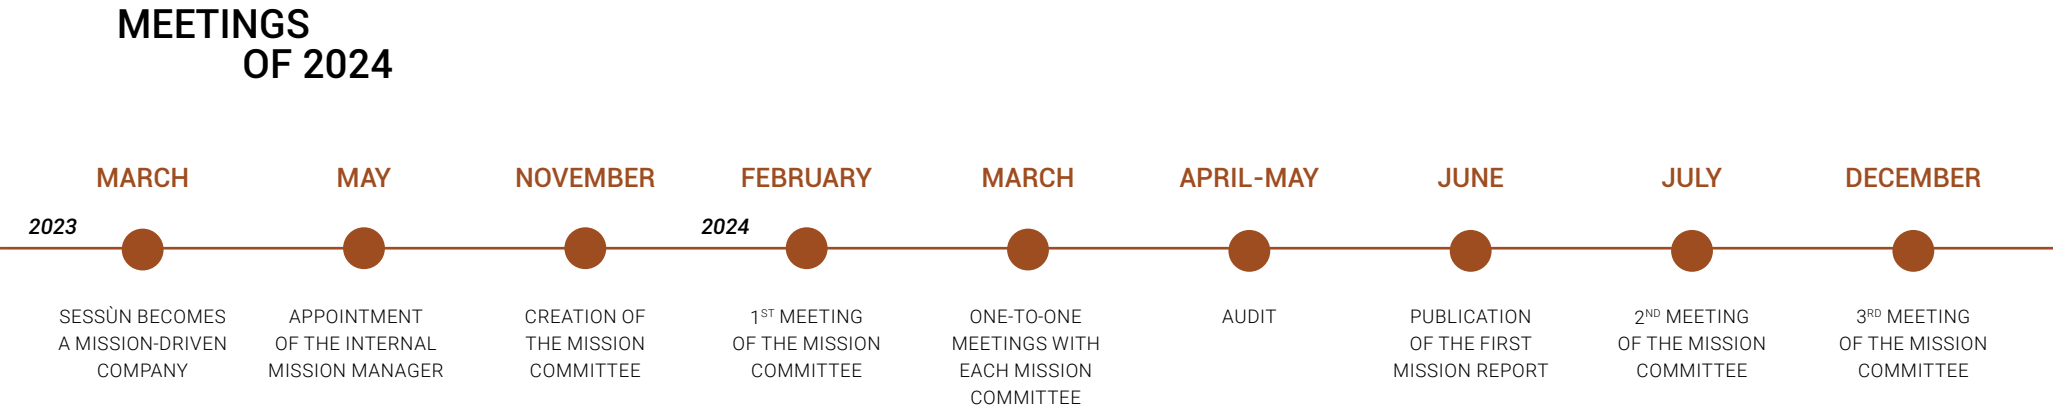 MEETINGS
OF 2024
MARCH
MAY
NOVEMBER
FEBRUARY
MARCH
APRIL-MAY
JUNE
JULY
DECEMBER
2023
2024
SESSÙN BECOMES
A MISSION-DRIVEN
COMPANY
APPOINTMENT
OF THE INTERNAL
MISSION MANAGER
CREATION OF
THE MISSION
COMMITTEE
1ST MEETING
OF THE MISSION
COMMITTEE
ONE-TO-ONE
MEETINGS WITH
EACH MISSION
COMMITTEE
AUDIT
PUBLICATION
OF THE FIRST
MISSION REPORT
2ND MEETING
OF THE MISSION
COMMITTEE
3RD MEETING
OF THE MISSION
COMMITTEE